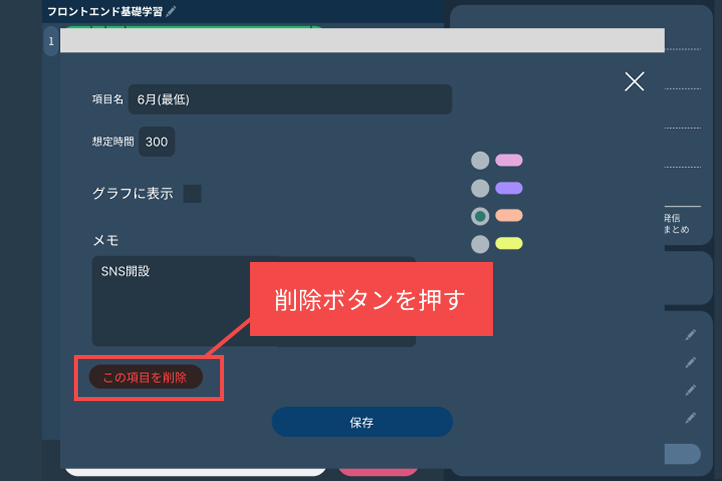 フロントエンド基礎学習
1
項目名 6月(最低)
想定時間 300
グラフに表示
発信
まとめ
メモ
SNS開設
削除ボタンを押す
この項目を削除
保存